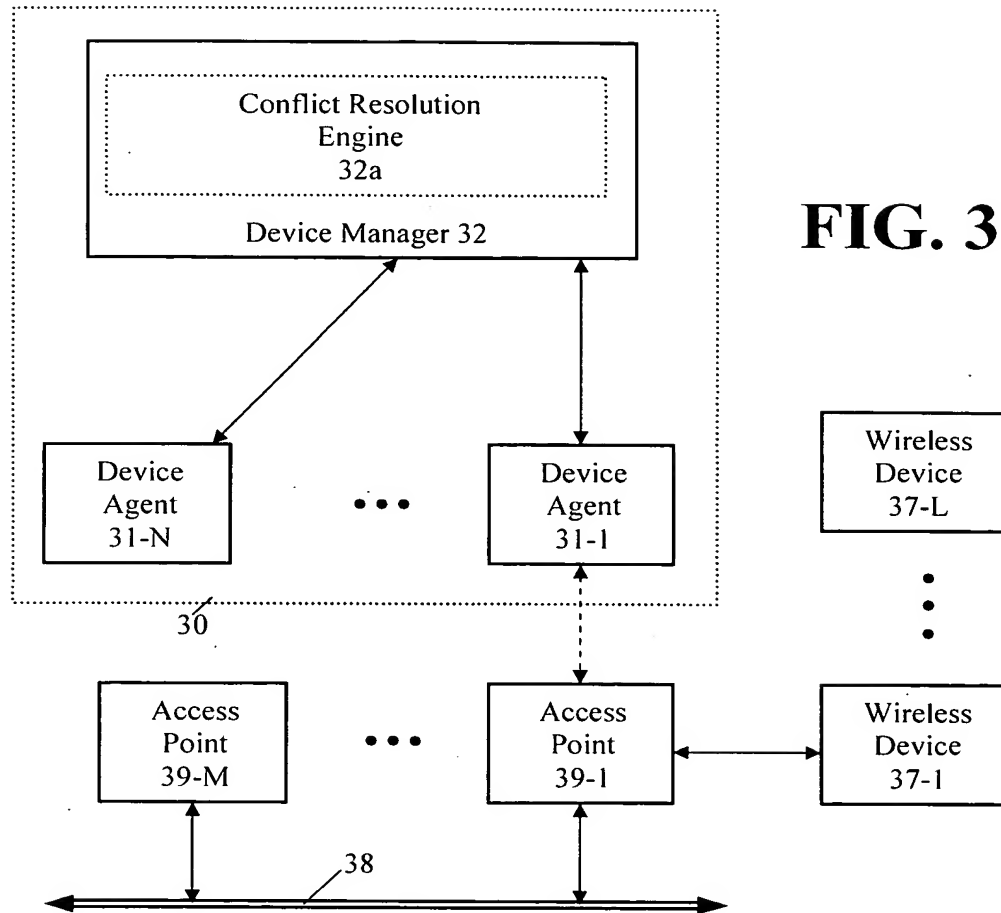 Conflict Resolution
Engine
32a
Device Manager 32
FIG. 3
Device
Agent
31-N
Device
Agent
31-1
Wireless
Device
37-L
30
Access
Point
39-M
Access
Point
39-1
Wireless
Device
37-1
38